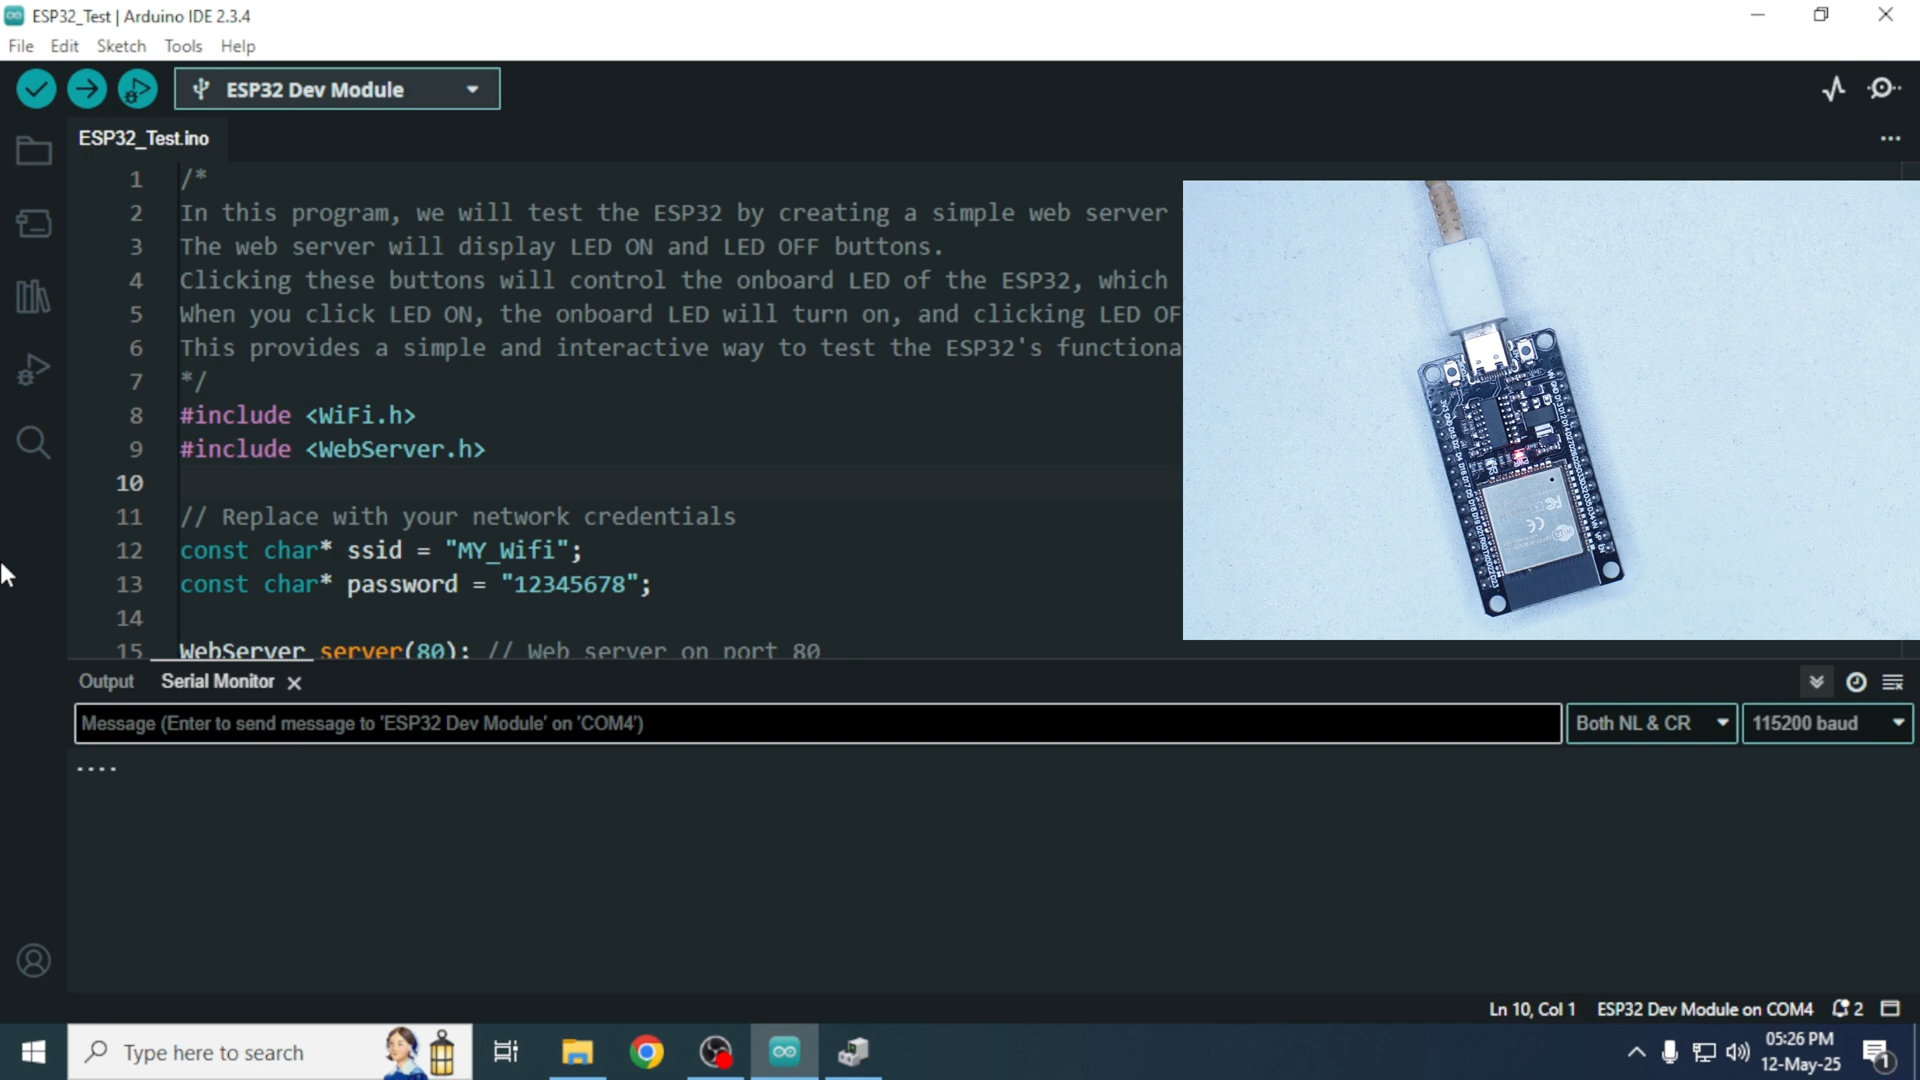 ESP32_Test | Arduino IDE 2.3.4
File Edit Sketch Tools Help
ESP32 Dev Module
ESP32_Test.ino
1 /*
2 In this program, we will test the ESP32 by creating a simple web server
3 The web server will display LED ON and LED OFF buttons.
4 Clicking these buttons will control the onboard LED of the ESP32, which
5 When you click LED ON, the onboard LED will turn on, and clicking LED OF
6 This provides a simple and interactive way to test the ESP32's functiona
7 */
8 #include <WiFi.h>
9 #include <WebServer.h>
10
11 // Replace with your network credentials
12 const char* ssid = "MY_Wifi";
13 const char* password = "12345678";
14
15 WebServer server(80); // Web server on port 80
Output Serial Monitor
Message (Enter to send message to 'ESP32 Dev Module' on 'COM4') Both NL & CR 115200 baud
....
Ln 10, Col 1 ESP32 Dev Module on COM4 2
Type here to search
05:26 PM
12-May-25
1